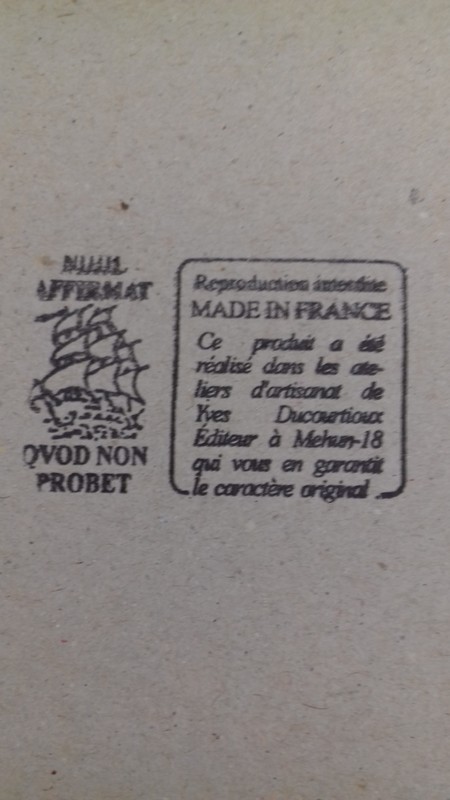 NIHIL
AFFIRMAT
QVOD NON
PROBET
Reproduction interdite
MADE IN FRANCE
Ce produit a été
réalisé dans les ate-
liers d'artisanat de
Yves Ducourtioux
Éditeur à Mehun-18
qui vous en garantit
le caractère original.